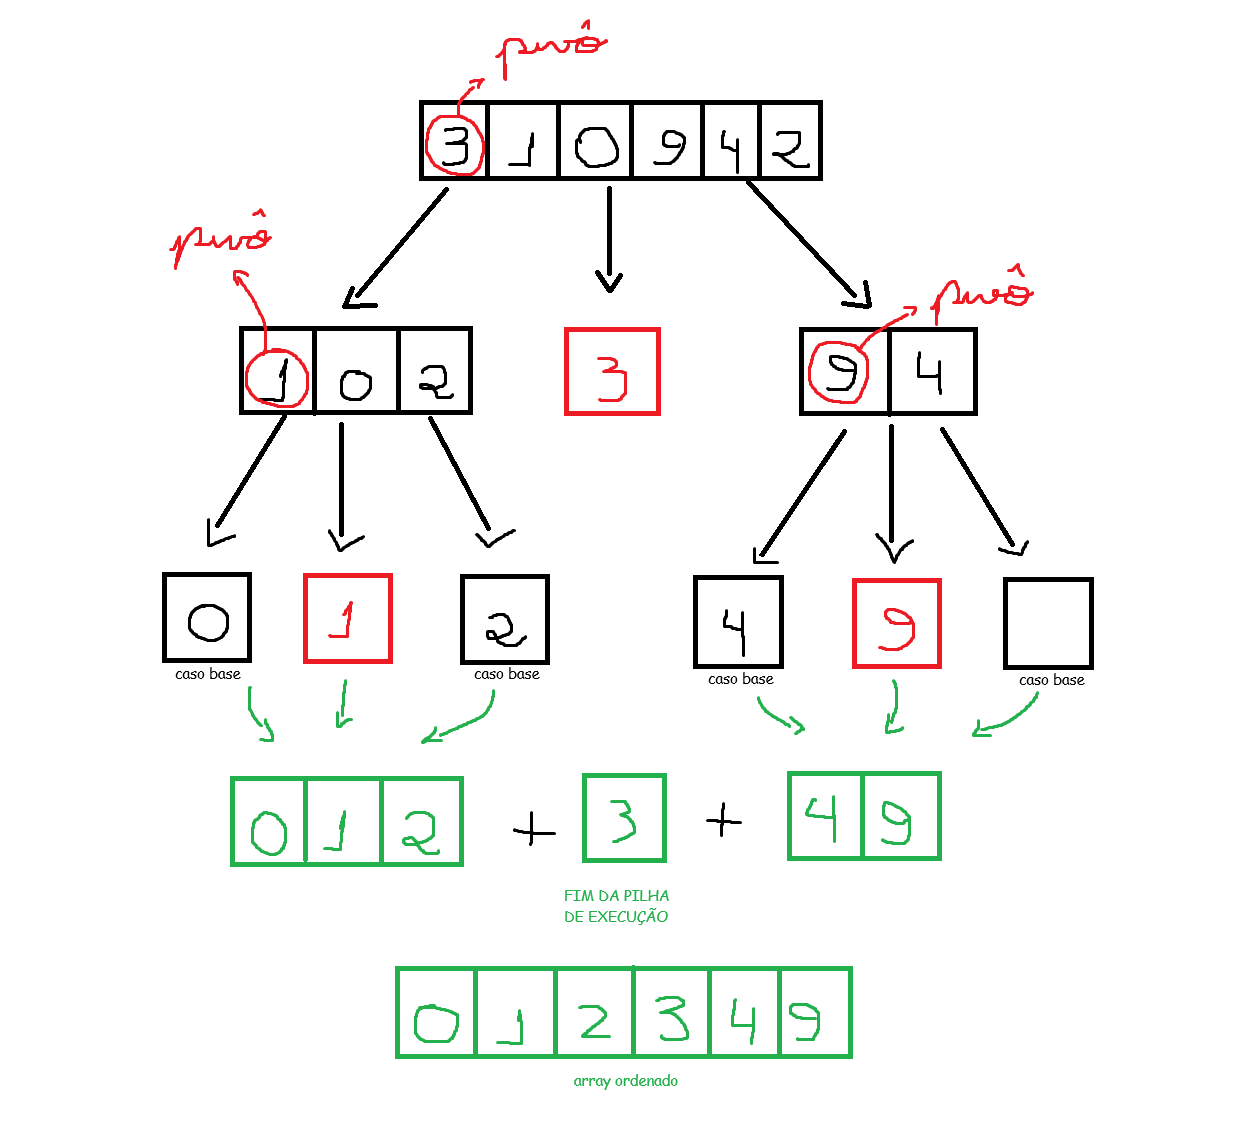 pivô
3 1 0 9 4 2
pivô
pivô
1 0 2
3
9 4
0
1
2
4
9
caso base
caso base
caso base
caso base
0 1 2 + 3 + 4 9
FIM DA PILHA
DE EXECUÇÃO
0 1 2 3 4 9
array ordenado